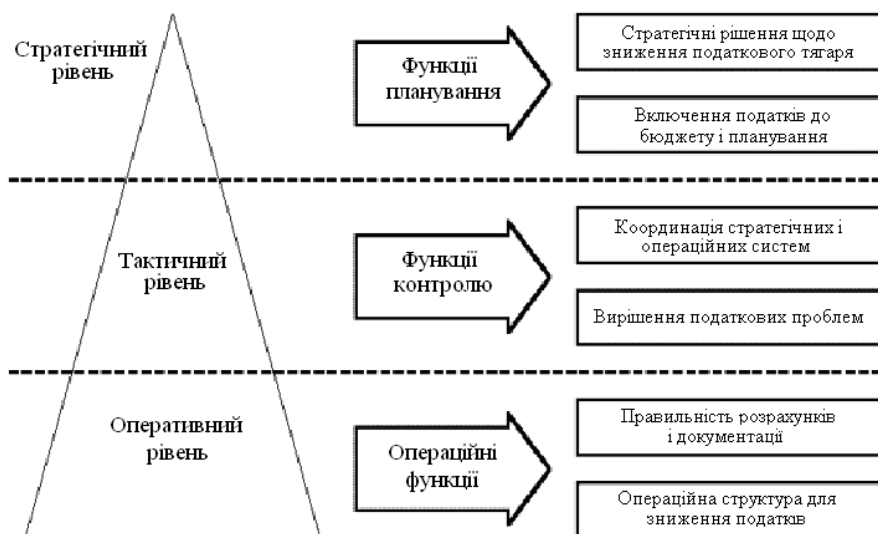 Стратегічний
рівень
Функції
планування
Стратегічні рішення щодо
зниження податкового тягаря
Включення податків до
бюджету і планування
Тактичний
рівень
Функції
контролю
Координація стратегічних і
операційних систем
Вирішення податкових проблем
Оперативний
рівень
Операційні
функції
Правильність розрахунків
і документації
Операційна структура для
зниження податків